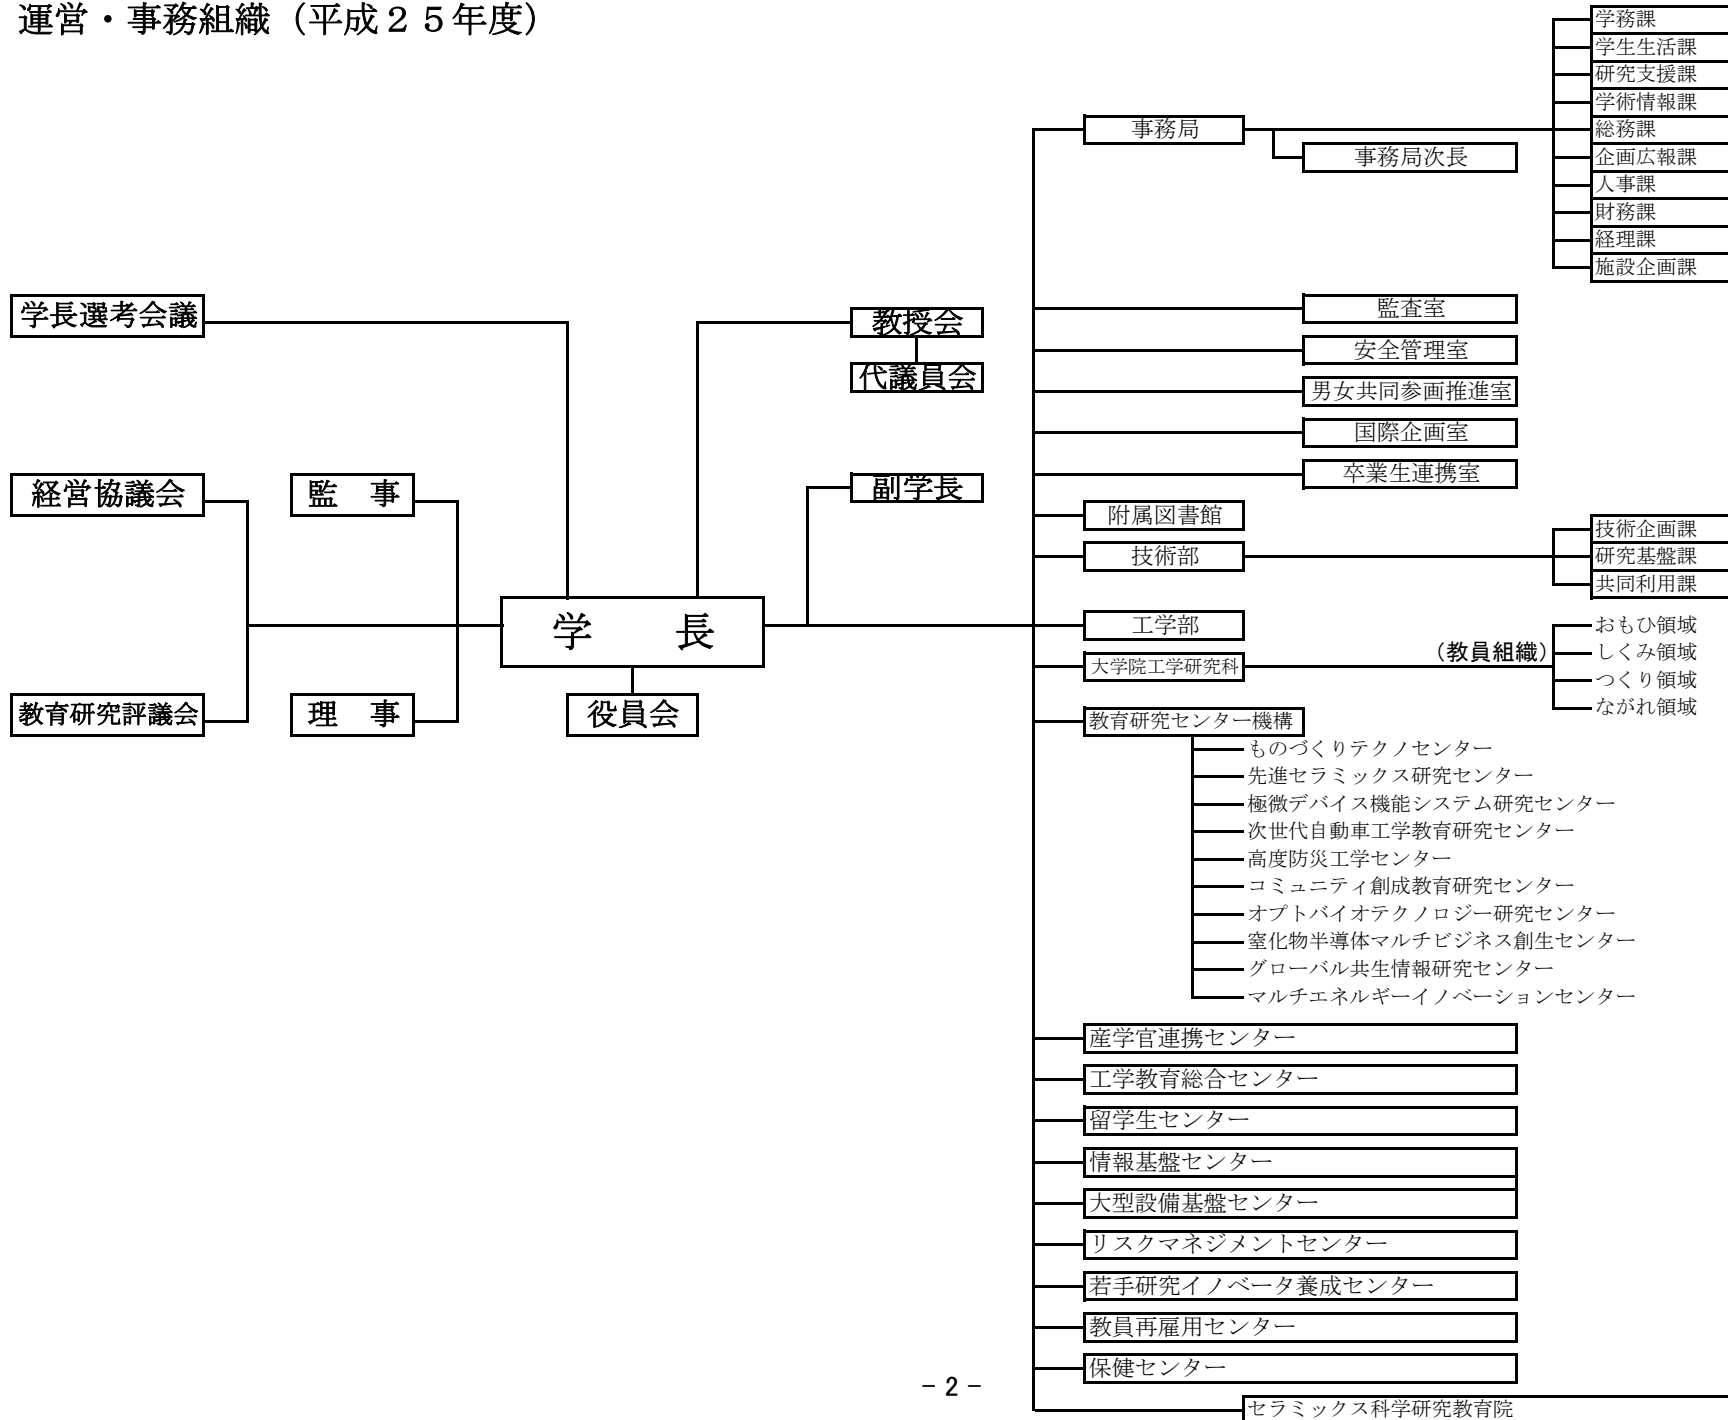 運営・事務組織（平成２５年度）
学務課
学生生活課
研究支援課
学術情報課
総務課
企画広報課
人事課
財務課
経理課
施設企画課
事務局
事務局次長
学長選考会議
教授会
代議員会
監査室
安全管理室
男女共同参画推進室
国際企画室
卒業生連携室
経営協議会
監　事
副学長
附属図書館
技術部
技術企画課
研究基盤課
共同利用課
学　　長
工学部
大学院工学研究科
（教員組織）
おもひ領域
しくみ領域
つくり領域
ながれ領域
教育研究評議会
理　事
役員会
教育研究センター機構
ものづくりテクノセンター
先進セラミックス研究センター
極微デバイス機能システム研究センター
次世代自動車工学教育研究センター
高度防災工学センター
コミュニティ創成教育研究センター
オプトバイオテクノロジー研究センター
窒化物半導体マルチビジネス創生センター
グローバル共生情報研究センター
マルチエネルギーイノベーションセンター
産学官連携センター
工学教育総合センター
留学生センター
情報基盤センター
大型設備基盤センター
リスクマネジメントセンター
若手研究イノベータ養成センター
教員再雇用センター
保健センター
－ 2 －
セラミックス科学研究教育院